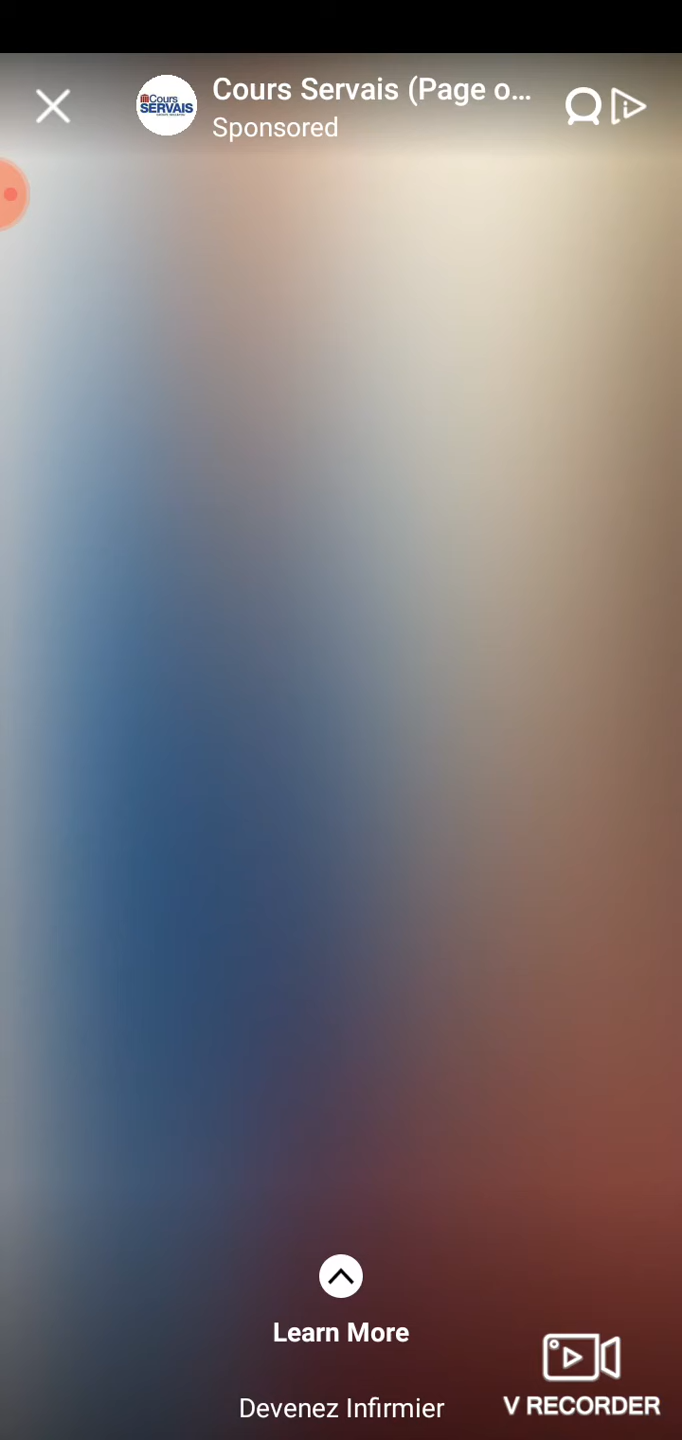 Cours Servais (Page o...
Sponsored
Cours
SERVAIS
Learn More
Devenez Infirmier
V RECORDER